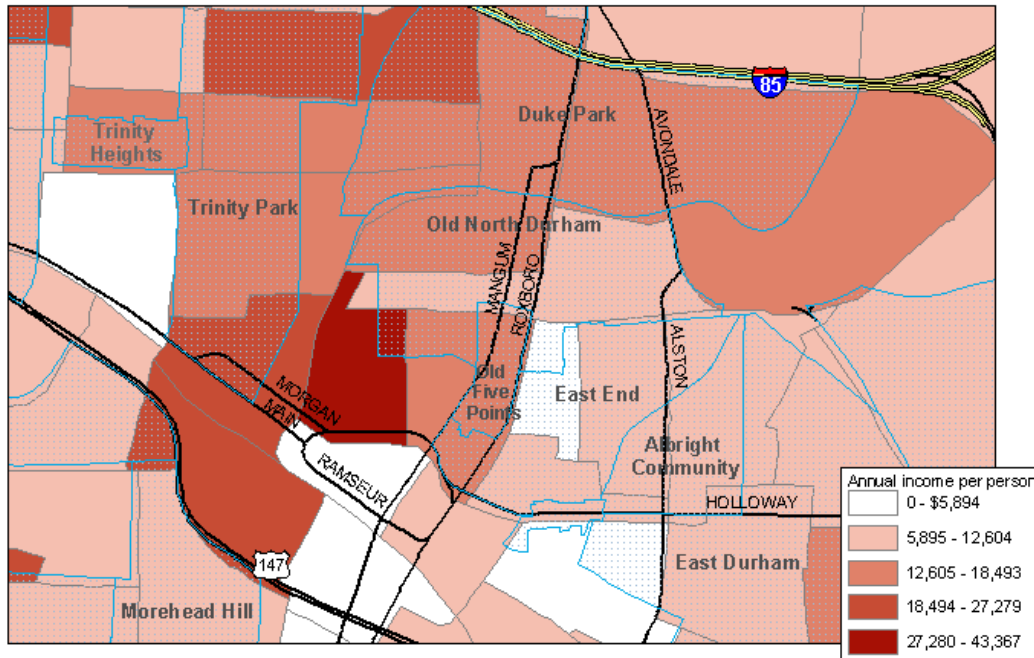 85
Duke Park
AVONDALE
Trinity
Heights
Trinity Park
Old North Durham
MANGUM
ROXBORO
ALSTON
Old
Five
Points
East End
MORGAN
MAIN
RAMSEUR
Albright
Community
HOLLOWAY
147
East Durham
Morehead Hill
Annual income per person
0 - $5,894
5,895 - 12,604
12,605 - 18,493
18,494 - 27,279
27,280 - 43,367